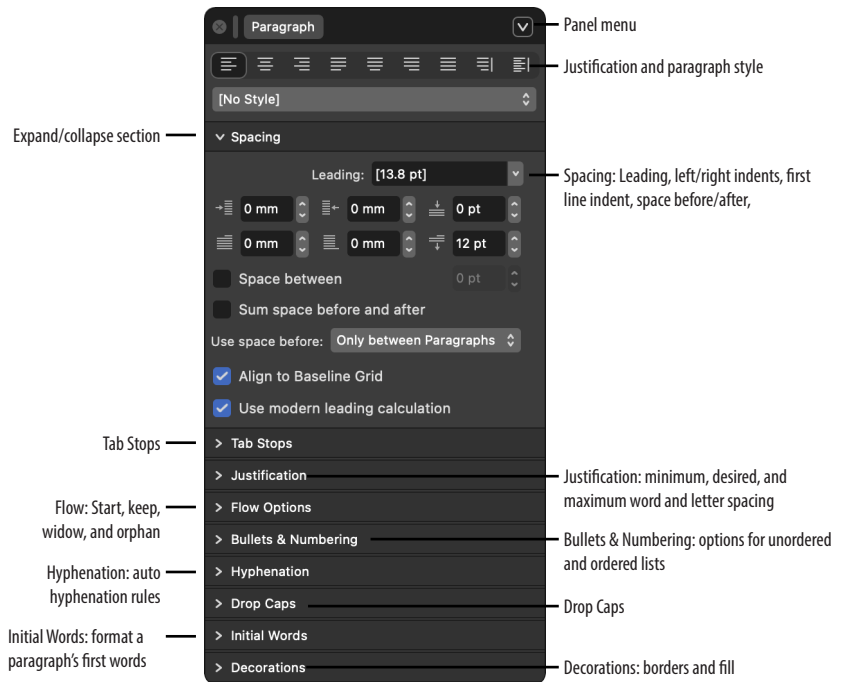 Paragraph
Panel menu
Justification and paragraph style
[No Style]
Expand/collapse section
Spacing
Leading: [13.8 pt]
Spacing: Leading, left/right indents, first
line indent, space before/after,
0 mm 0 mm 0 pt
0 mm 0 mm 12 pt
Space between 0 pt
Sum space before and after
Use space before: Only between Paragraphs
Align to Baseline Grid
Use modern leading calculation
Tab Stops
Tab Stops
Justification
Justification: minimum, desired, and
maximum word and letter spacing
Flow: Start, keep,
widow, and orphan
Flow Options
Bullets & Numbering
Bullets & Numbering: options for unordered
and ordered lists
Hyphenation: auto
hyphenation rules
Hyphenation
Drop Caps
Drop Caps
Initial Words: format a
paragraph's first words
Initial Words
Decorations
Decorations: borders and fill